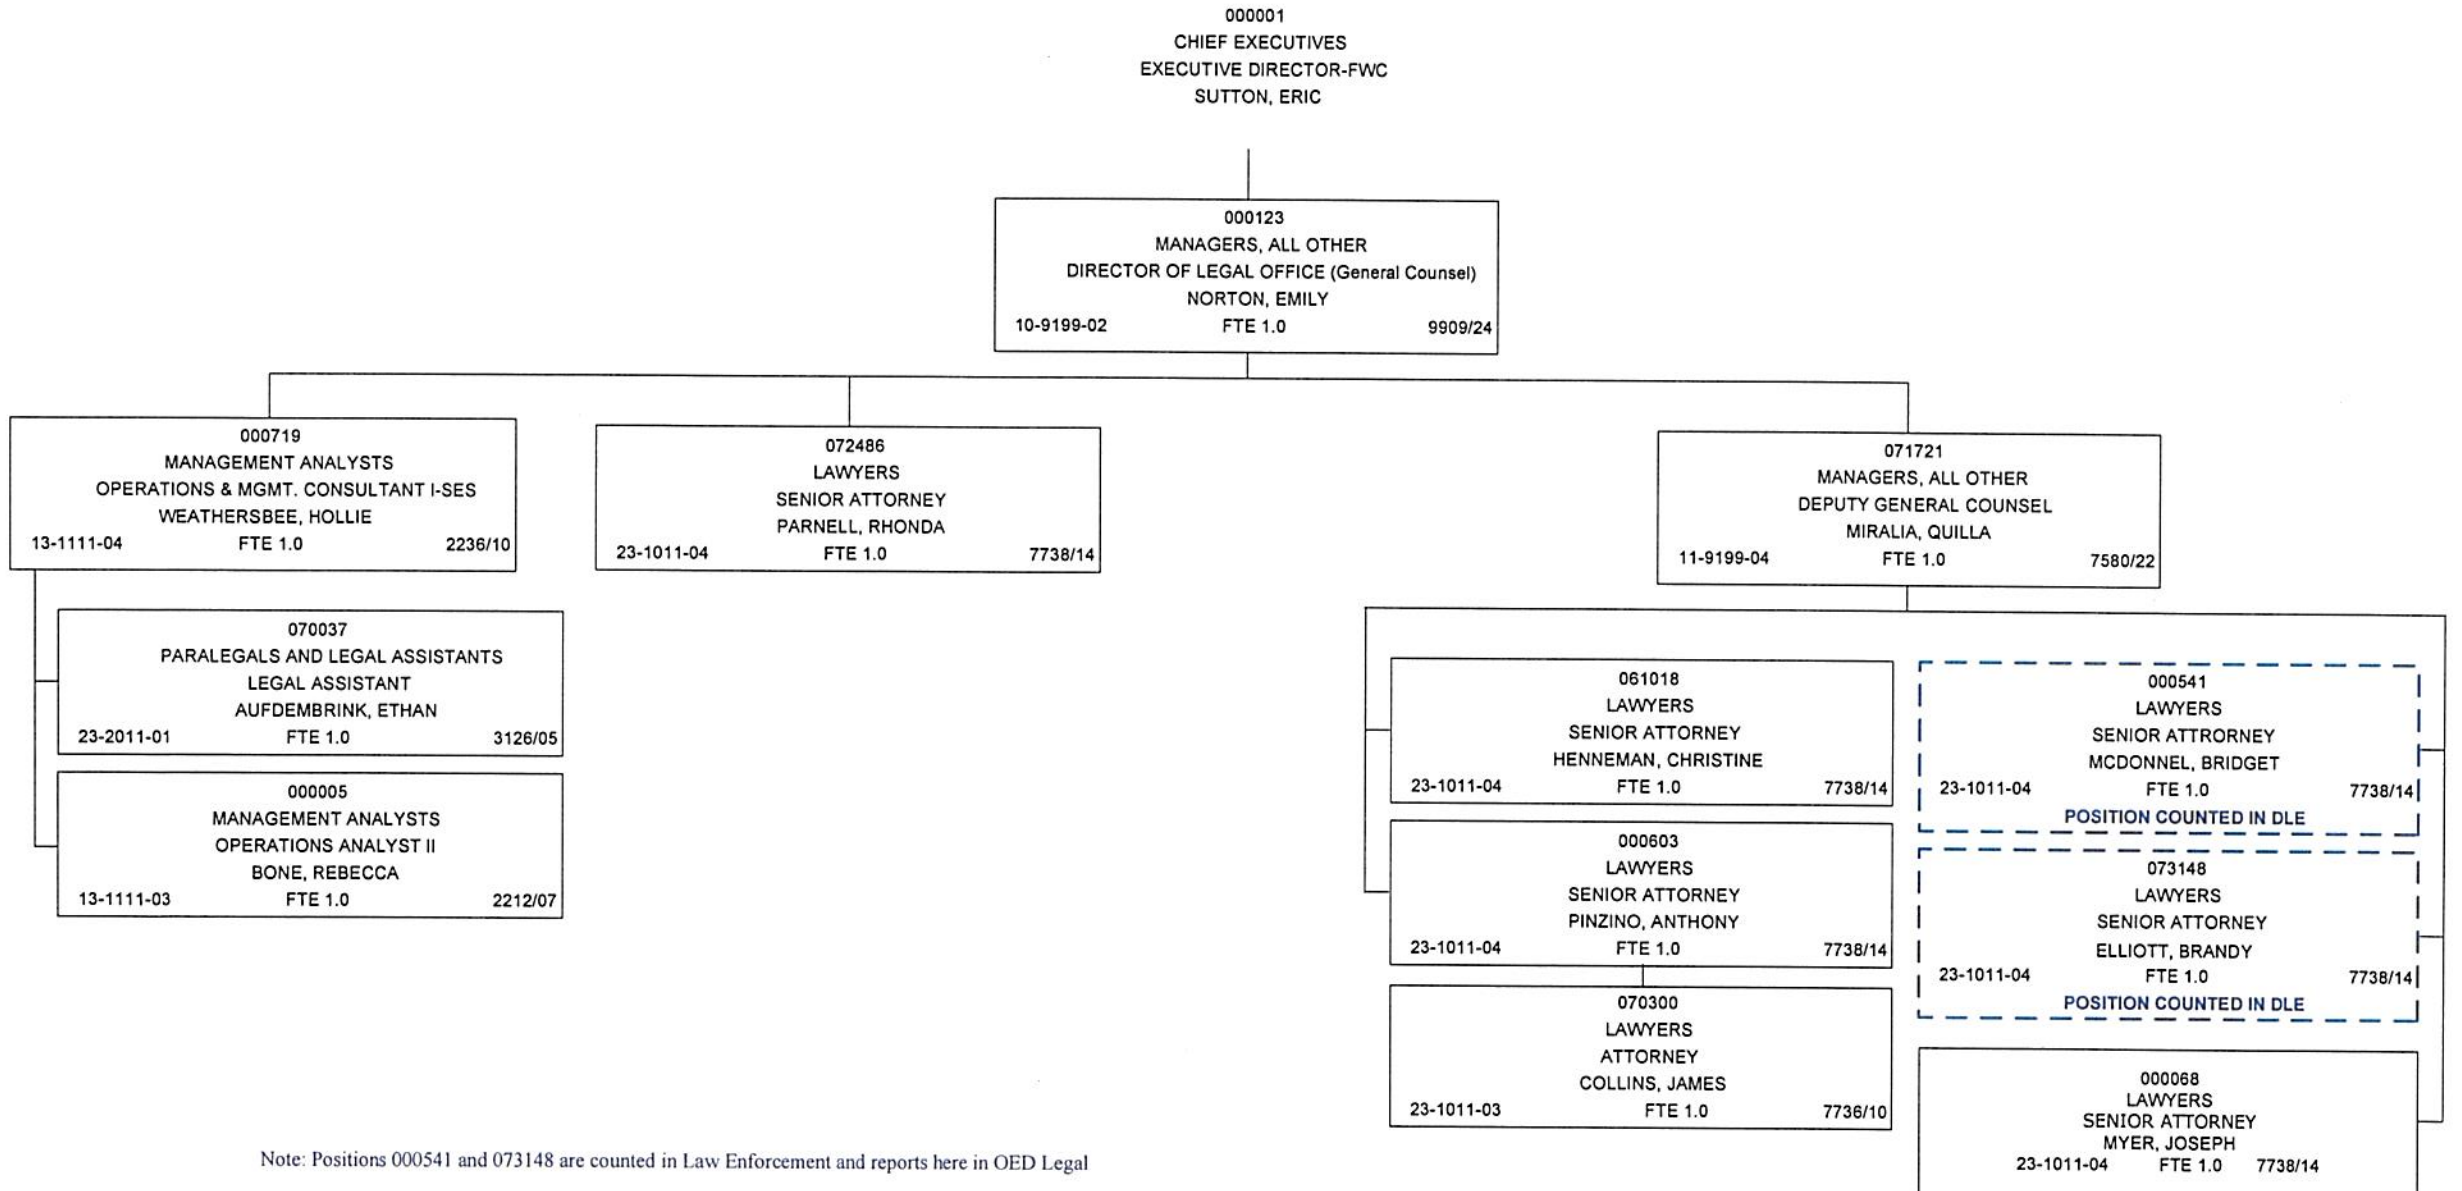 000001
CHIEF EXECUTIVES
EXECUTIVE DIRECTOR-FWC
SUTTON, ERIC
000123
MANAGERS, ALL OTHER
DIRECTOR OF LEGAL OFFICE (General Counsel)
NORTON, EMILY
10-9199-02 FTE 1.0 9909/24
000719
MANAGEMENT ANALYSTS
OPERATIONS & MGMT. CONSULTANT I-SES
WEATHERSBEE, HOLLIE
13-1111-04 FTE 1.0 2236/10
072486
LAWYERS
SENIOR ATTORNEY
PARNELL, RHONDA
23-1011-04 FTE 1.0 7738/14
071721
MANAGERS, ALL OTHER
DEPUTY GENERAL COUNSEL
MIRALIA, QUILLA
11-9199-04 FTE 1.0 7580/22
070037
PARALEGALS AND LEGAL ASSISTANTS
LEGAL ASSISTANT
AUFDEMBRINK, ETHAN
23-2011-01 FTE 1.0 3126/05
000005
MANAGEMENT ANALYSTS
OPERATIONS ANALYST II
BONE, REBECCA
13-1111-03 FTE 1.0 2212/07
061018
LAWYERS
SENIOR ATTORNEY
HENNEMAN, CHRISTINE
23-1011-04 FTE 1.0 7738/14
000603
LAWYERS
SENIOR ATTORNEY
PINZINO, ANTHONY
23-1011-04 FTE 1.0 7738/14
070300
LAWYERS
ATTORNEY
COLLINS, JAMES
23-1011-03 FTE 1.0 7736/10
000541
LAWYERS
SENIOR ATTRORNEY
MCDONNEL, BRIDGET
23-1011-04 FTE 1.0 7738/14
POSITION COUNTED IN DLE
073148
LAWYERS
SENIOR ATTORNEY
ELLIOTT, BRANDY
23-1011-04 FTE 1.0 7738/14
POSITION COUNTED IN DLE
000068
LAWYERS
SENIOR ATTORNEY
MYER, JOSEPH
23-1011-04 FTE 1.0 7738/14
Note: Positions 000541 and 073148 are counted in Law Enforcement and reports here in OED Legal